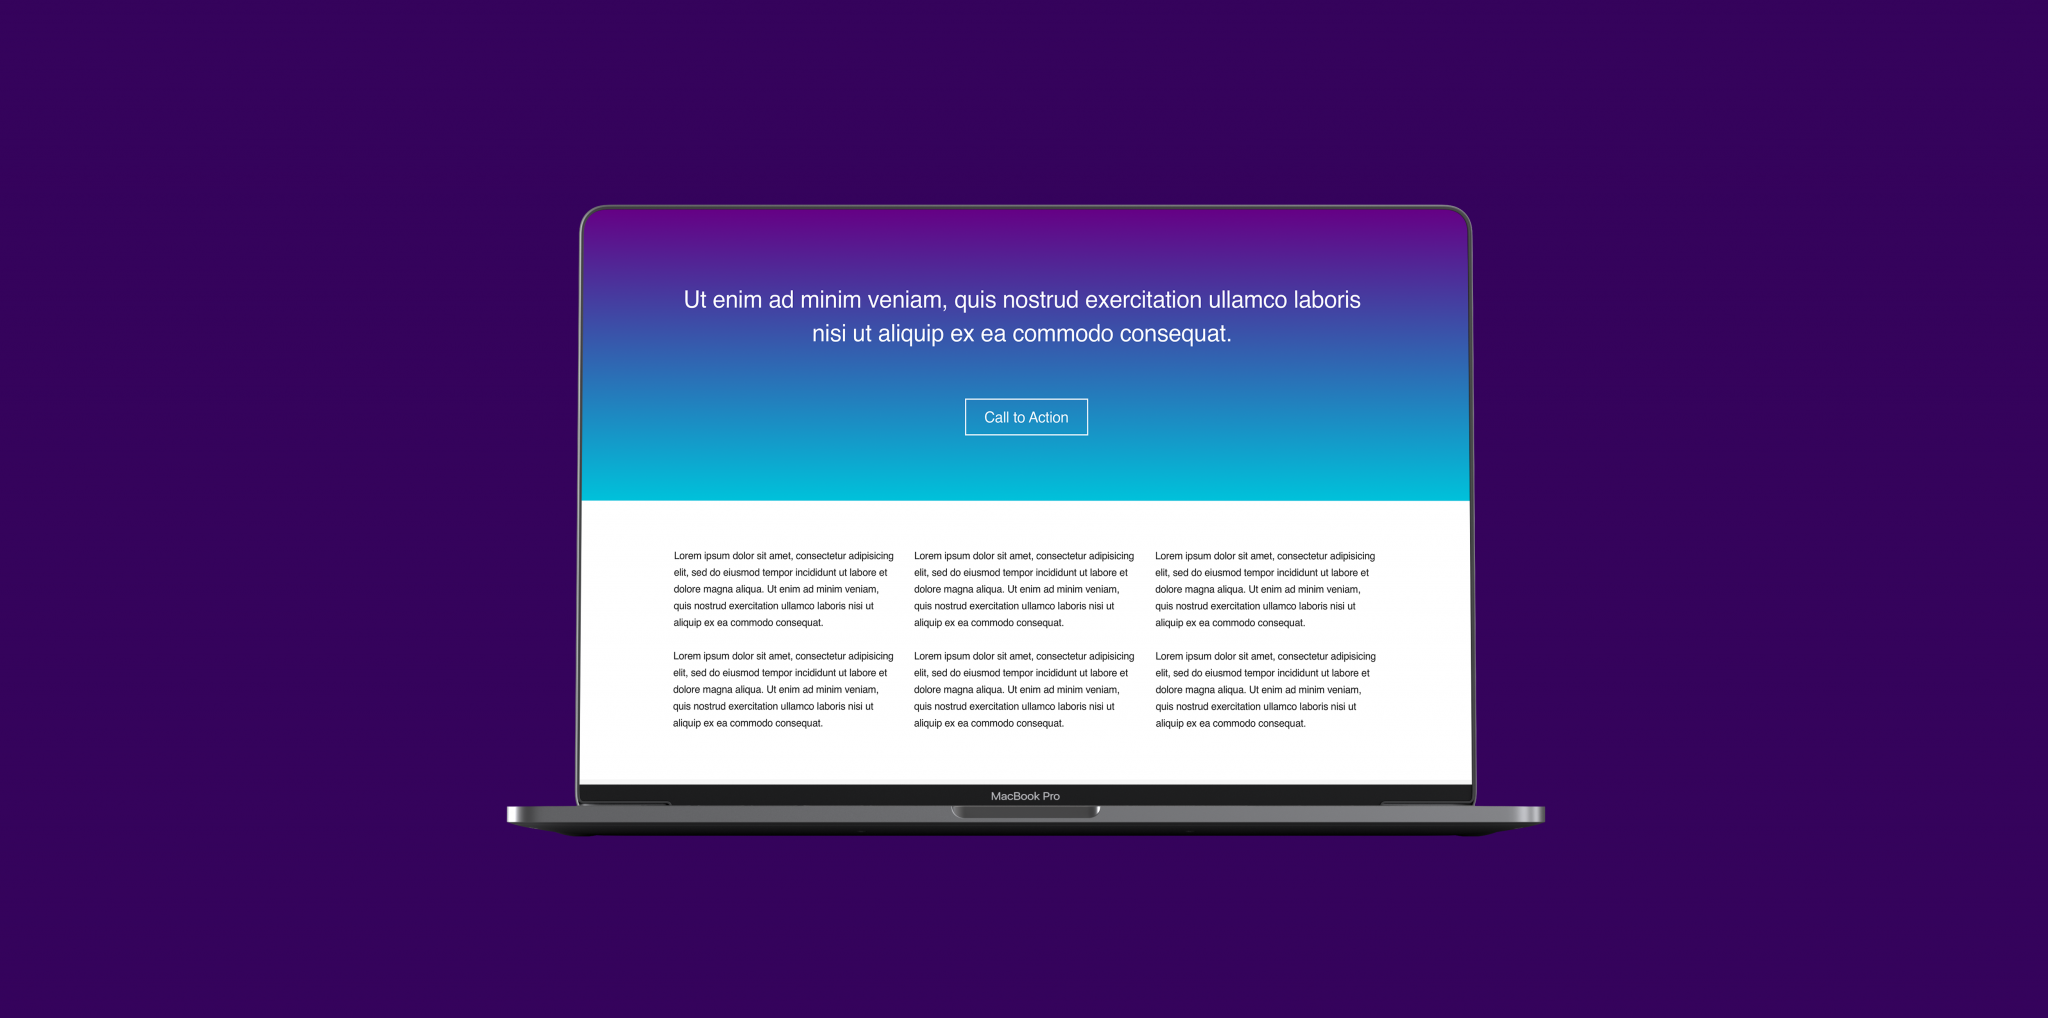 Ut enim ad minim veniam, quis nostrud exercitation ullamco laboris
nisi ut aliquip ex ea commodo consequat.
Call to Action
Lorem ipsum dolor sit amet, consectetur adipisicing
elit, sed do eiusmod tempor incididunt ut labore et
dolore magna aliqua. Ut enim ad minim veniam,
quis nostrud exercitation ullamco laboris nisi ut
aliquip ex ea commodo consequat.
Lorem ipsum dolor sit amet, consectetur adipisicing
elit, sed do eiusmod tempor incididunt ut labore et
dolore magna aliqua. Ut enim ad minim veniam,
quis nostrud exercitation ullamco laboris nisi ut
aliquip ex ea commodo consequat.
Lorem ipsum dolor sit amet, consectetur adipisicing
elit, sed do eiusmod tempor incididunt ut labore et
dolore magna aliqua. Ut enim ad minim veniam,
quis nostrud exercitation ullamco laboris nisi ut
aliquip ex ea commodo consequat.
Lorem ipsum dolor sit amet, consectetur adipisicing
elit, sed do eiusmod tempor incididunt ut labore et
dolore magna aliqua. Ut enim ad minim veniam,
quis nostrud exercitation ullamco laboris nisi ut
aliquip ex ea commodo consequat.
Lorem ipsum dolor sit amet, consectetur adipisicing
elit, sed do eiusmod tempor incididunt ut labore et
dolore magna aliqua. Ut enim ad minim veniam,
quis nostrud exercitation ullamco laboris nisi ut
aliquip ex ea commodo consequat.
Lorem ipsum dolor sit amet, consectetur adipisicing
elit, sed do eiusmod tempor incididunt ut labore et
dolore magna aliqua. Ut enim ad minim veniam,
quis nostrud exercitation ullamco laboris nisi ut
aliquip ex ea commodo consequat.
MacBook Pro